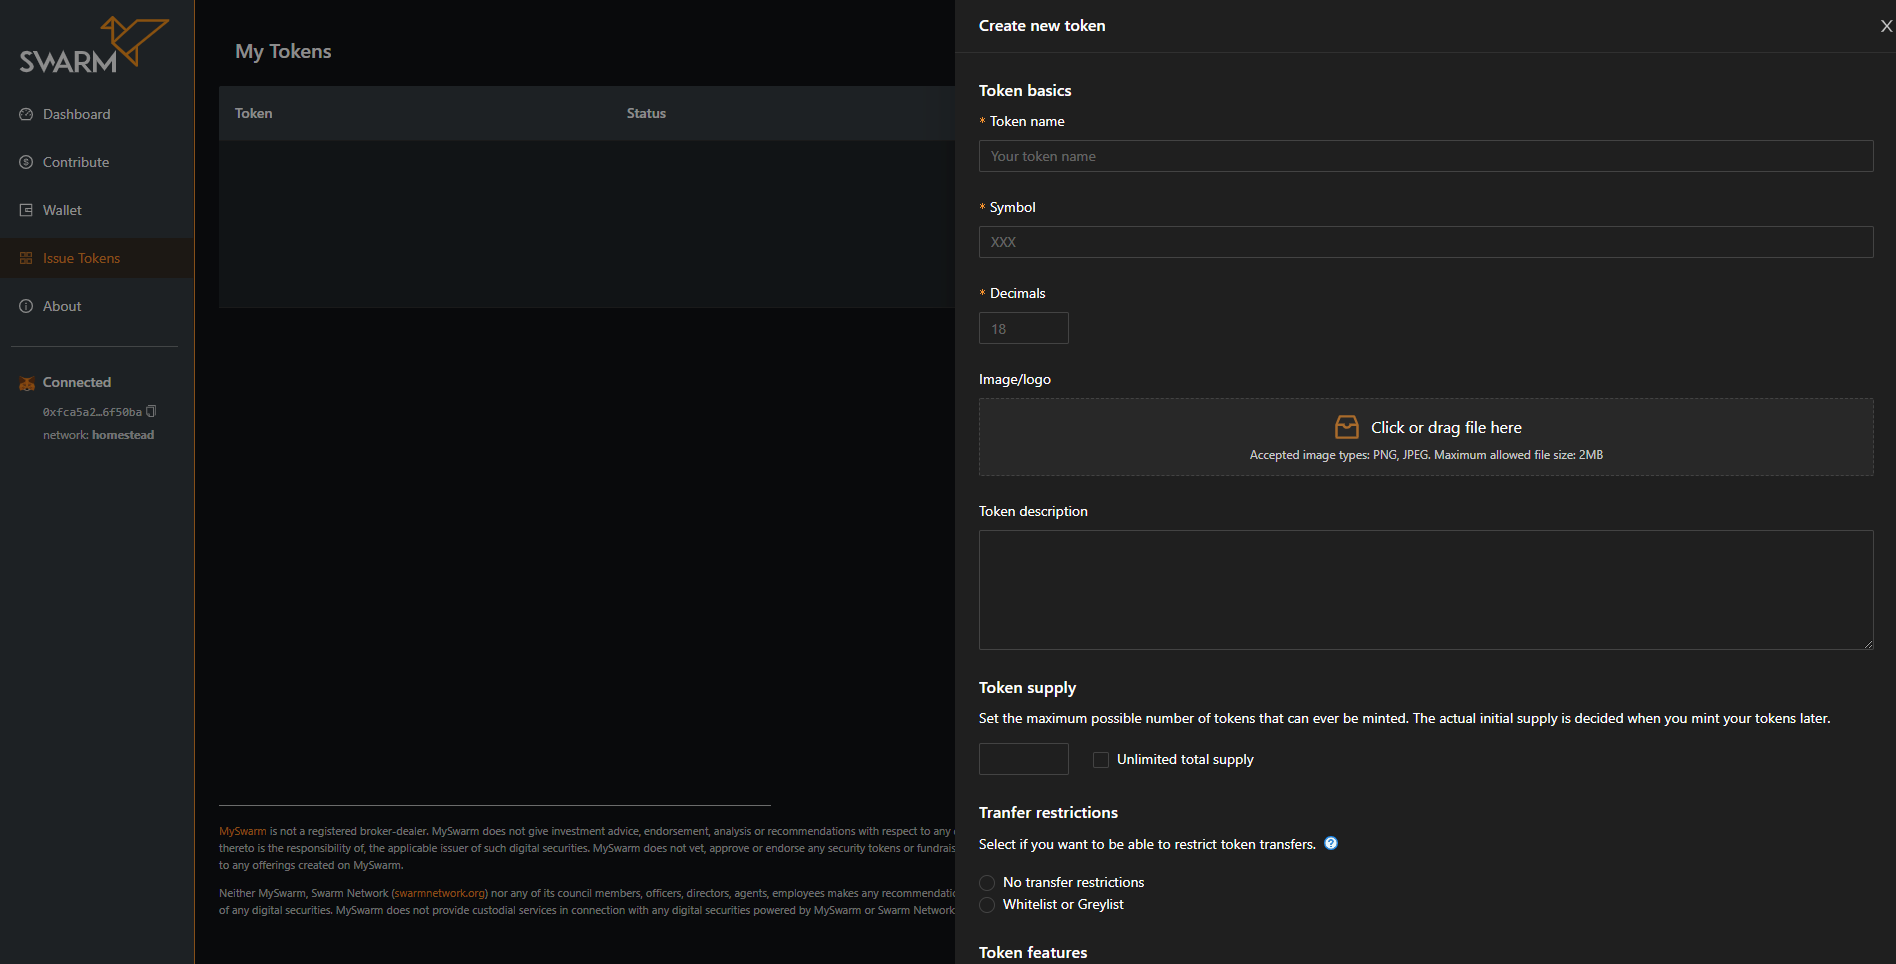 SWARM
Dashboard
Contribute
Wallet
Issue Tokens
About
Connected
0xfca5a2…6f50ba
network: homestead
My Tokens
Token Status
MySwarm is not a registered broker-dealer. MySwarm does not give investment advice, endorsement, analysis or recommendations with respect to any
thereto is the responsibility of, the applicable issuer of such digital securities. MySwarm does not vet, approve or endorse any security tokens or fundrais
to any offerings created on MySwarm.
Neither MySwarm, Swarm Network (swarmnetwork.org) nor any of its council members, officers, directors, agents, employees makes any recommendatio
of any digital securities. MySwarm does not provide custodial services in connection with any digital securities powered by MySwarm or Swarm Network
Create new token
X
Token basics
* Token name
Your token name
* Symbol
XXX
* Decimals
18
Image/logo
Click or drag file here
Accepted image types: PNG, JPEG. Maximum allowed file size: 2MB
Token description
Token supply
Set the maximum possible number of tokens that can ever be minted. The actual initial supply is decided when you mint your tokens later.
Unlimited total supply
Tranfer restrictions
Select if you want to be able to restrict token transfers. ?
No transfer restrictions
Whitelist or Greylist
Token features